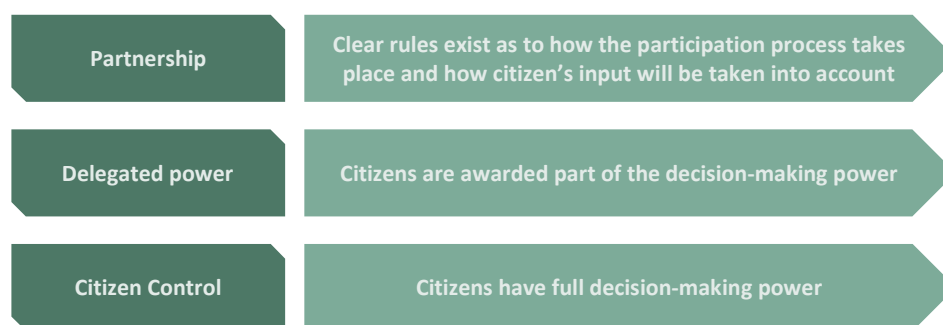 Partnership
Clear rules exist as to how the participation process takes
place and how citizen's input will be taken into account
Delegated power
Citizens are awarded part of the decision-making power
Citizen Control
Citizens have full decision-making power